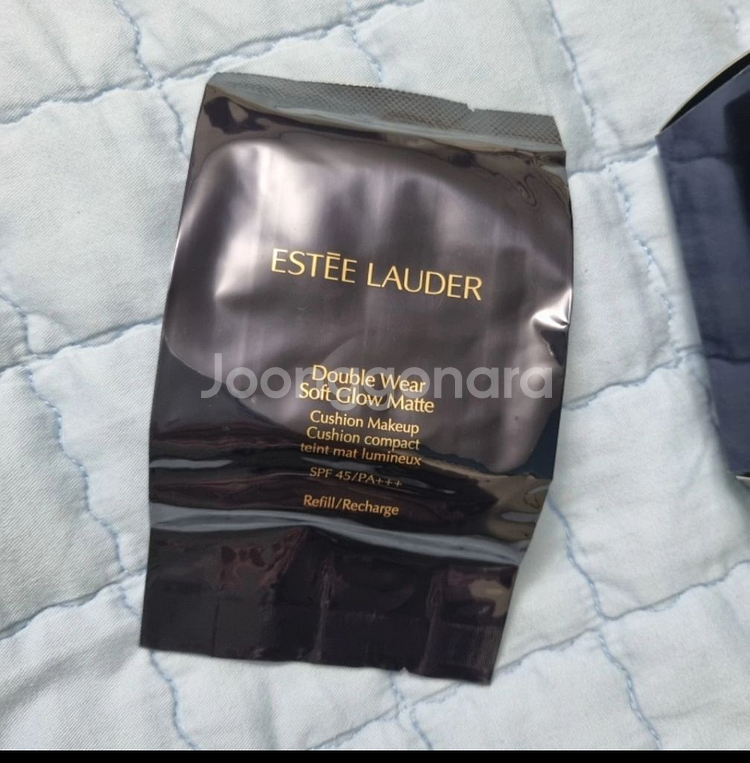 ESTĒE LAUDER
Double Wear
Joonggonara
Soft Glow Matte
Cushion Makeup
Cushion compact
teint mat lumineux
SPF 45/PA+++
Refill/Recharge